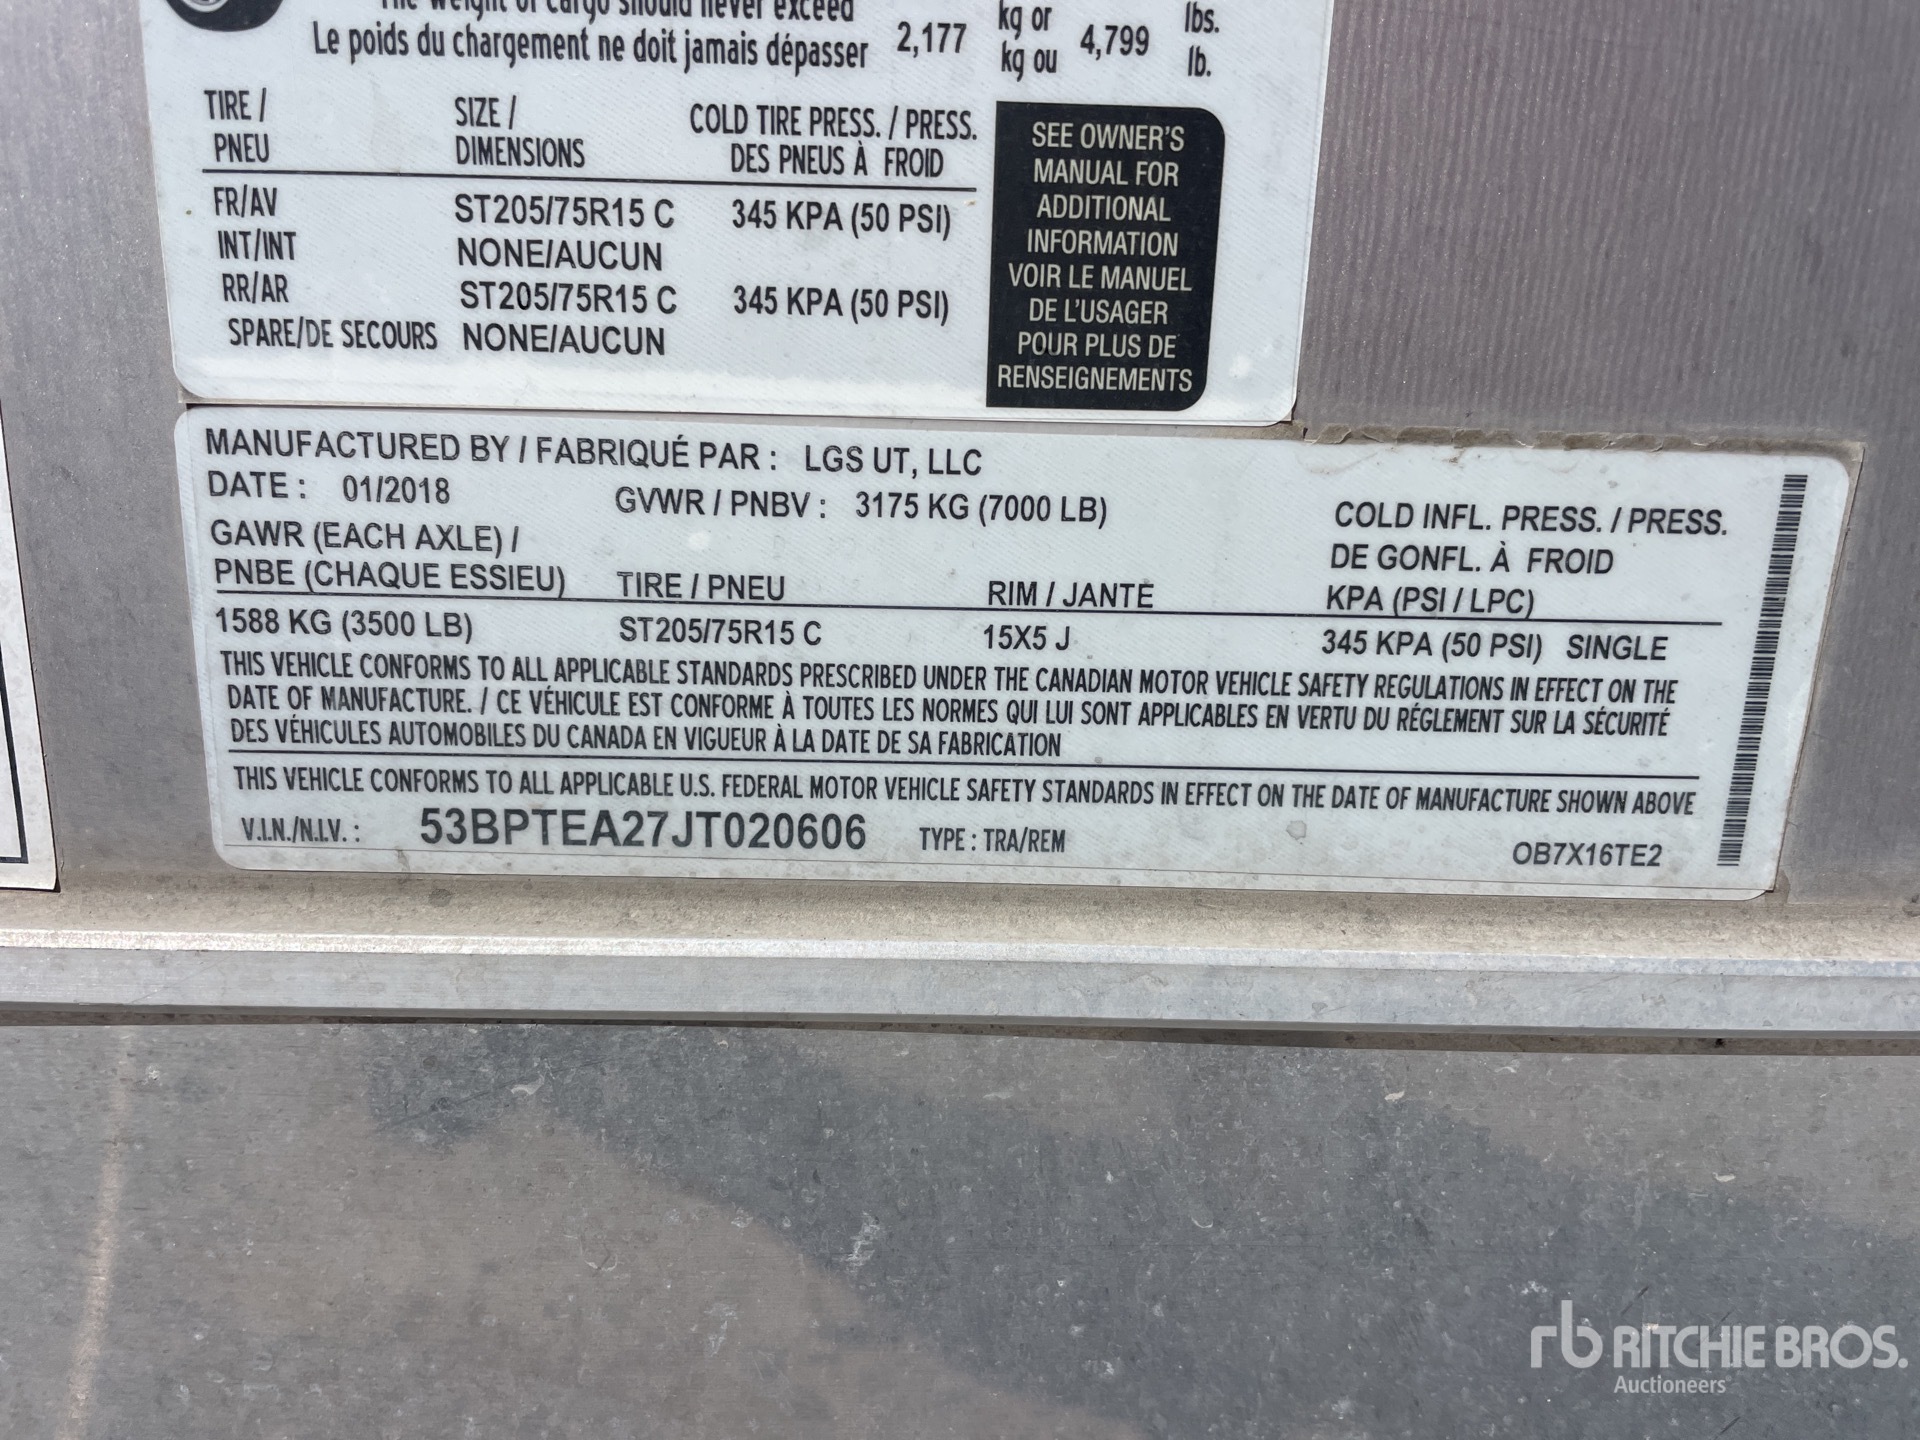 The weight of cargo should never exceed kg or lbs.
Le poids du chargement ne doit jamais dépasser 2,177 kg ou 4,799 lb.
TIRE / SIZE / COLD TIRE PRESS. / PRESS.
PNEU DIMENSIONS DES PNEUS À FROID
FR/AV ST205/75R15 C 345 KPA (50 PSI)
INT/INT NONE/AUCUN
RR/AR ST205/75R15 C 345 KPA (50 PSI)
SPARE/DE SECOURS NONE/AUCUN
SEE OWNER'S
MANUAL FOR
ADDITIONAL
INFORMATION
VOIR LE MANUEL
DE L'USAGER
POUR PLUS DE
RENSEIGNEMENTS
MANUFACTURED BY / FABRIQUÉ PAR : LGS UT, LLC
DATE : 01/2018 GVWR / PNBV : 3175 KG (7000 LB)
GAWR (EACH AXLE) /
PNBE (CHAQUE ESSIEU) TIRE / PNEU RIM / JANTE
COLD INFL. PRESS. / PRESS.
DE GONFL. À FROID
KPA (PSI / LPC)
1588 KG (3500 LB) ST205/75R15 C 15X5 J 345 KPA (50 PSI) SINGLE
THIS VEHICLE CONFORMS TO ALL APPLICABLE STANDARDS PRESCRIBED UNDER THE CANADIAN MOTOR VEHICLE SAFETY REGULATIONS IN EFFECT ON THE
DATE OF MANUFACTURE. / CE VÉHICULE EST CONFORME À TOUTES LES NORMES QUI LUI SONT APPLICABLES EN VERTU DU RÉGLEMENT SUR LA SÉCURITÉ
DES VÉHICULES AUTOMOBILES DU CANADA EN VIGUEUR À LA DATE DE SA FABRICATION
THIS VEHICLE CONFORMS TO ALL APPLICABLE U.S. FEDERAL MOTOR VEHICLE SAFETY STANDARDS IN EFFECT ON THE DATE OF MANUFACTURE SHOWN ABOVE
V.I.N./N.I.V. : 53BPTEA27JT020606 TYPE : TRA/REM OB7X16TE2
rb RITCHIE BROS.
Auctioneers